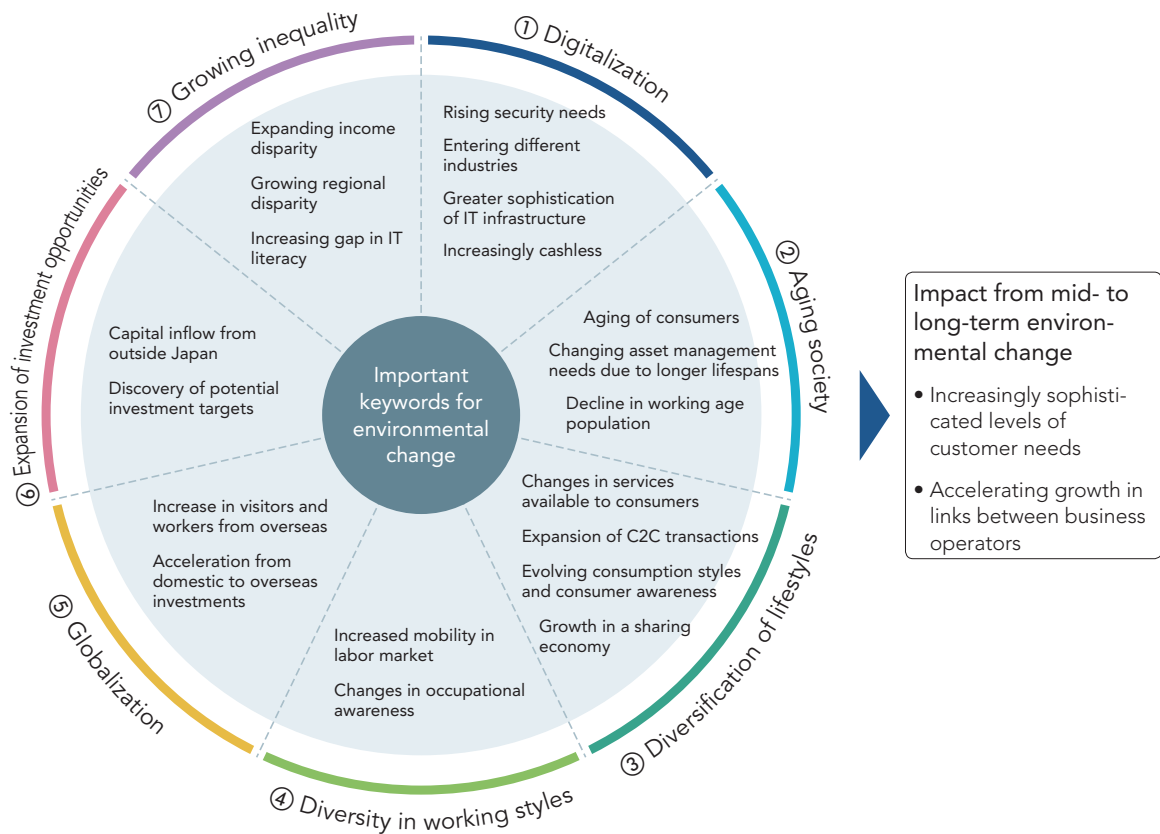 ① Digitalization
Rising security needs
Entering different
industries
Greater sophistication
of IT infrastructure
Increasingly cashless
② Aging society
Aging of consumers
Changing asset management
needs due to longer lifespans
Decline in working age
population
③ Diversification of lifestyles
Changes in services
available to consumers
Expansion of C2C transactions
Evolving consumption styles
and consumer awareness
Growth in a sharing
economy
④ Diversity in working styles
Increased mobility in
labor market
Changes in occupational
awareness
⑤ Globalization
Increase in visitors and
workers from overseas
Acceleration from
domestic to overseas
investments
⑥ Expansion of investment opportunities
Capital inflow from
outside Japan
Discovery of potential
investment targets
⑦ Growing inequality
Expanding income
disparity
Growing regional
disparity
Increasing gap in IT
literacy
Important
keywords for
environmental
change
Impact from mid- to
long-term environ-
mental change
• Increasingly sophisti-
cated levels of
customer needs
• Accelerating growth in
links between business
operators